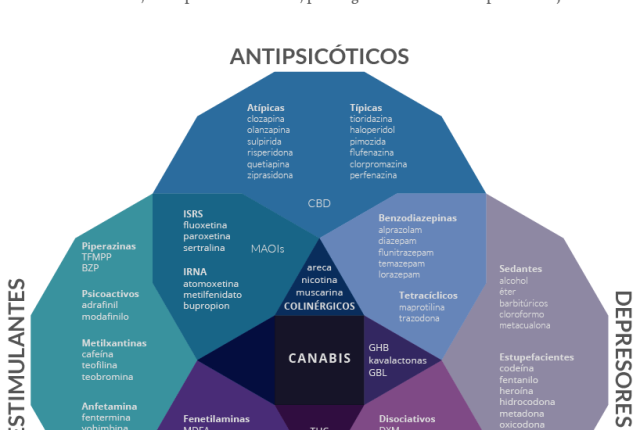 ANTIPSICÓTICOS
Atípicas
clozapina
olanzapina
sulpirida
risperidona
quetiapina
ziprasidona
Típicas
tioridazina
haloperidol
pimozida
flufenazina
clorpromazina
perfenazina
CBD
ISRS
fluoxetina
paroxetina
sertralina
MAOIs
IRNA
atomoxetina
metilfenidato
bupropion
Benzodiazepinas
alprazolam
diazepam
flunitrazepam
temazepam
lorazepam
Tetracíclicos
maprotilina
trazodona
areca
nicotina
muscarina
COLINÉRGICOS
CANABIS
GHB
kavalactonas
GBL
Piperazinas
TFMPP
BZP
Psicoactivos
adrafinil
modafinilo
Metilxantinas
cafeína
teofilina
teobromina
Anfetamina
fentermina
yohimbina
ESTIMULANTES
Sedantes
alcohol
éter
barbitúricos
cloroformo
metacualona
Estupefacientes
codeína
fentanilo
heroína
hidrocodona
metadona
oxicodona
DEPRESORES
Fenetilaminas
MDEA
THC
Disociativos
DXM